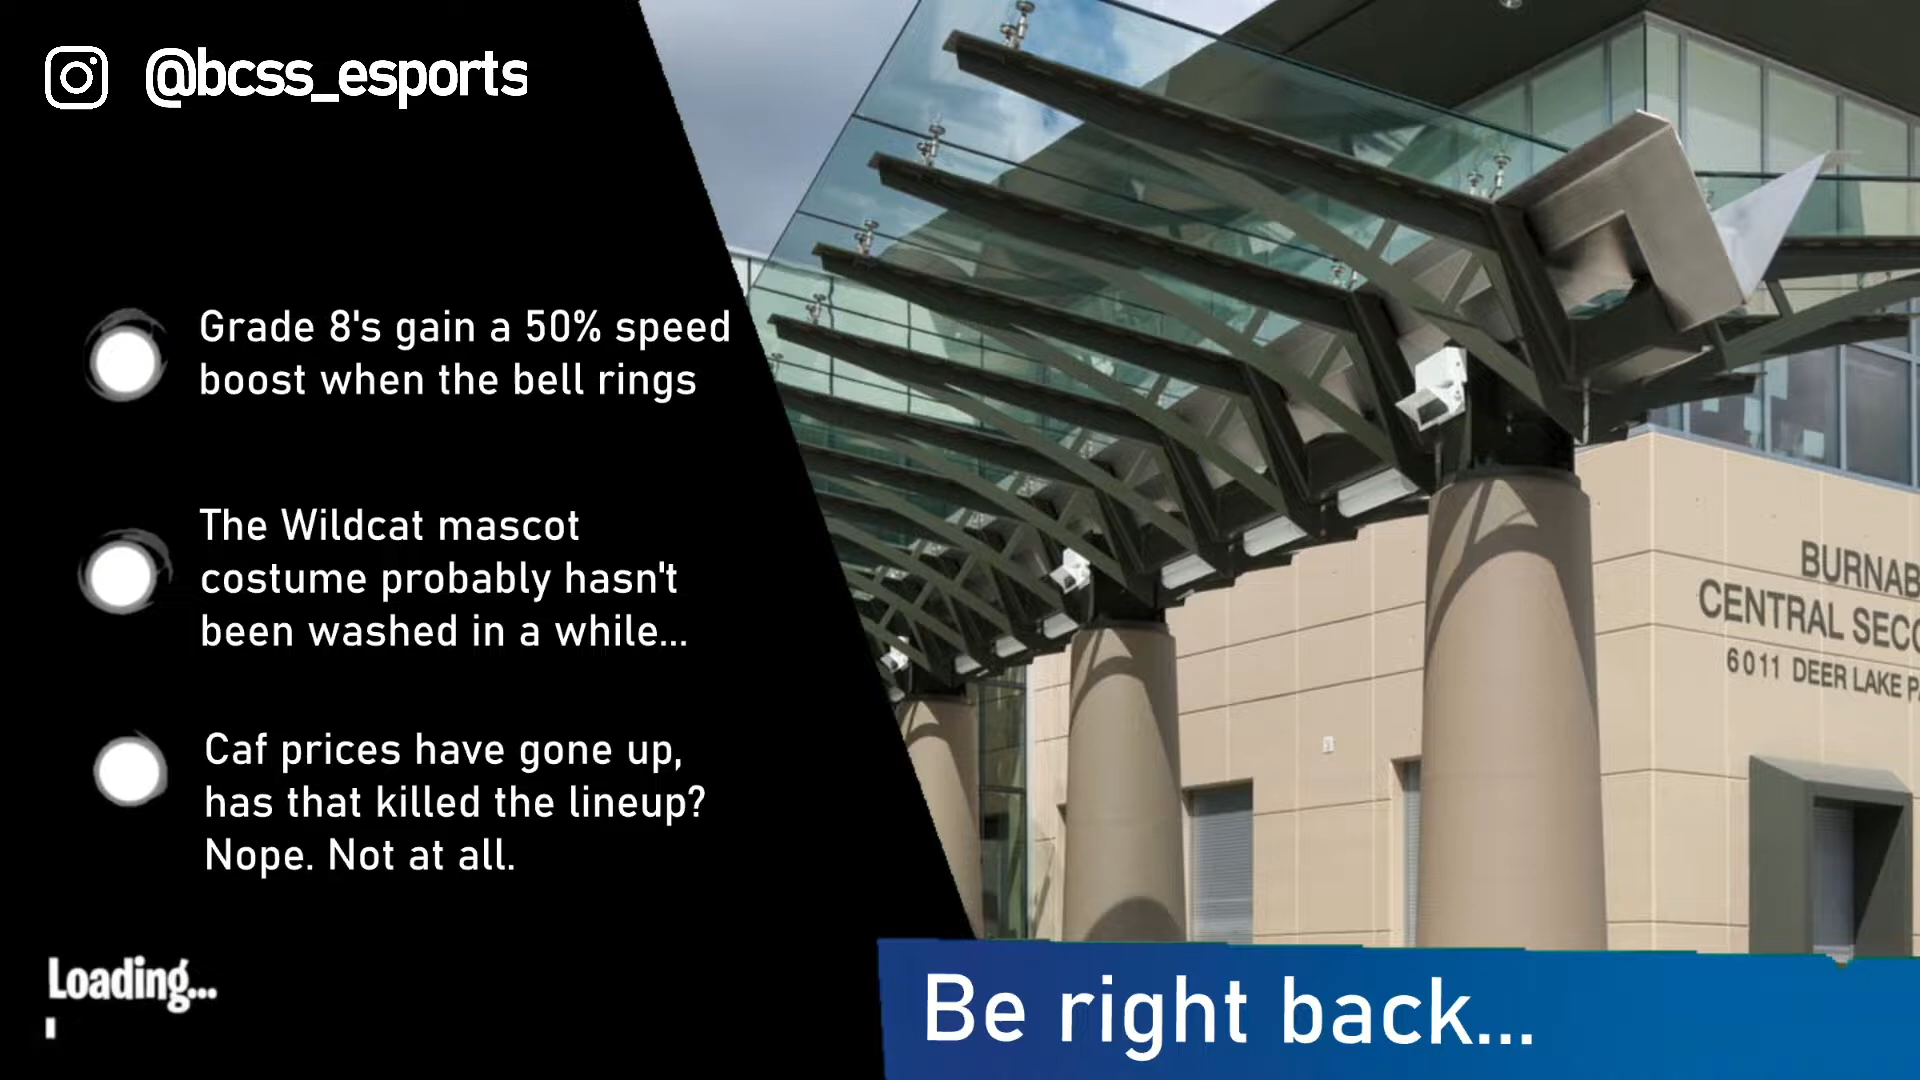 @bcss_esports
Grade 8's gain a 50% speed
boost when the bell rings
The Wildcat mascot
costume probably hasn't
been washed in a while...
Caf prices have gone up,
has that killed the lineup?
Nope. Not at all.
Loading...
BURNAB
CENTRAL SECO
6011 DEER LAKE PA
Be right back...